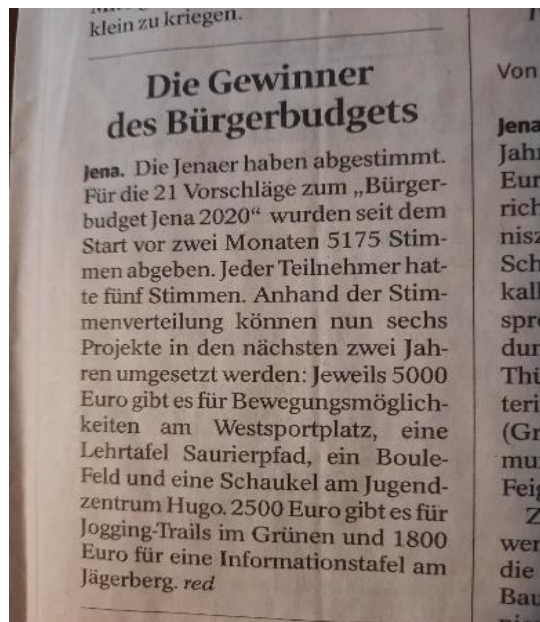 klein zu kriegen.
Die Gewinner
des Bürgerbudgets
Jena. Die Jenaer haben abgestimmt.
Für die 21 Vorschläge zum „Bürger-
budget Jena 2020“ wurden seit dem
Start vor zwei Monaten 5175 Stim-
men abgeben. Jeder Teilnehmer hat-
te fünf Stimmen. Anhand der Stim-
menverteilung können nun sechs
Projekte in den nächsten zwei Jah-
ren umgesetzt werden: Jeweils 5000
Euro gibt es für Bewegungsmöglich-
keiten am Westsportplatz, eine
Lehrtafel Saurierpfad, ein Boule-
Feld und eine Schaukel am Jugend-
zentrum Hugo. 2500 Euro gibt es für
Jogging-Trails im Grünen und 1800
Euro für eine Informationstafel am
Jägerberg. red
Von
Jena
Jahr
Eur
rich
nisz
Sch
kall
spre
dun
Thü
teri
(Gr
mun
Feig
Z
wer
die
Bau